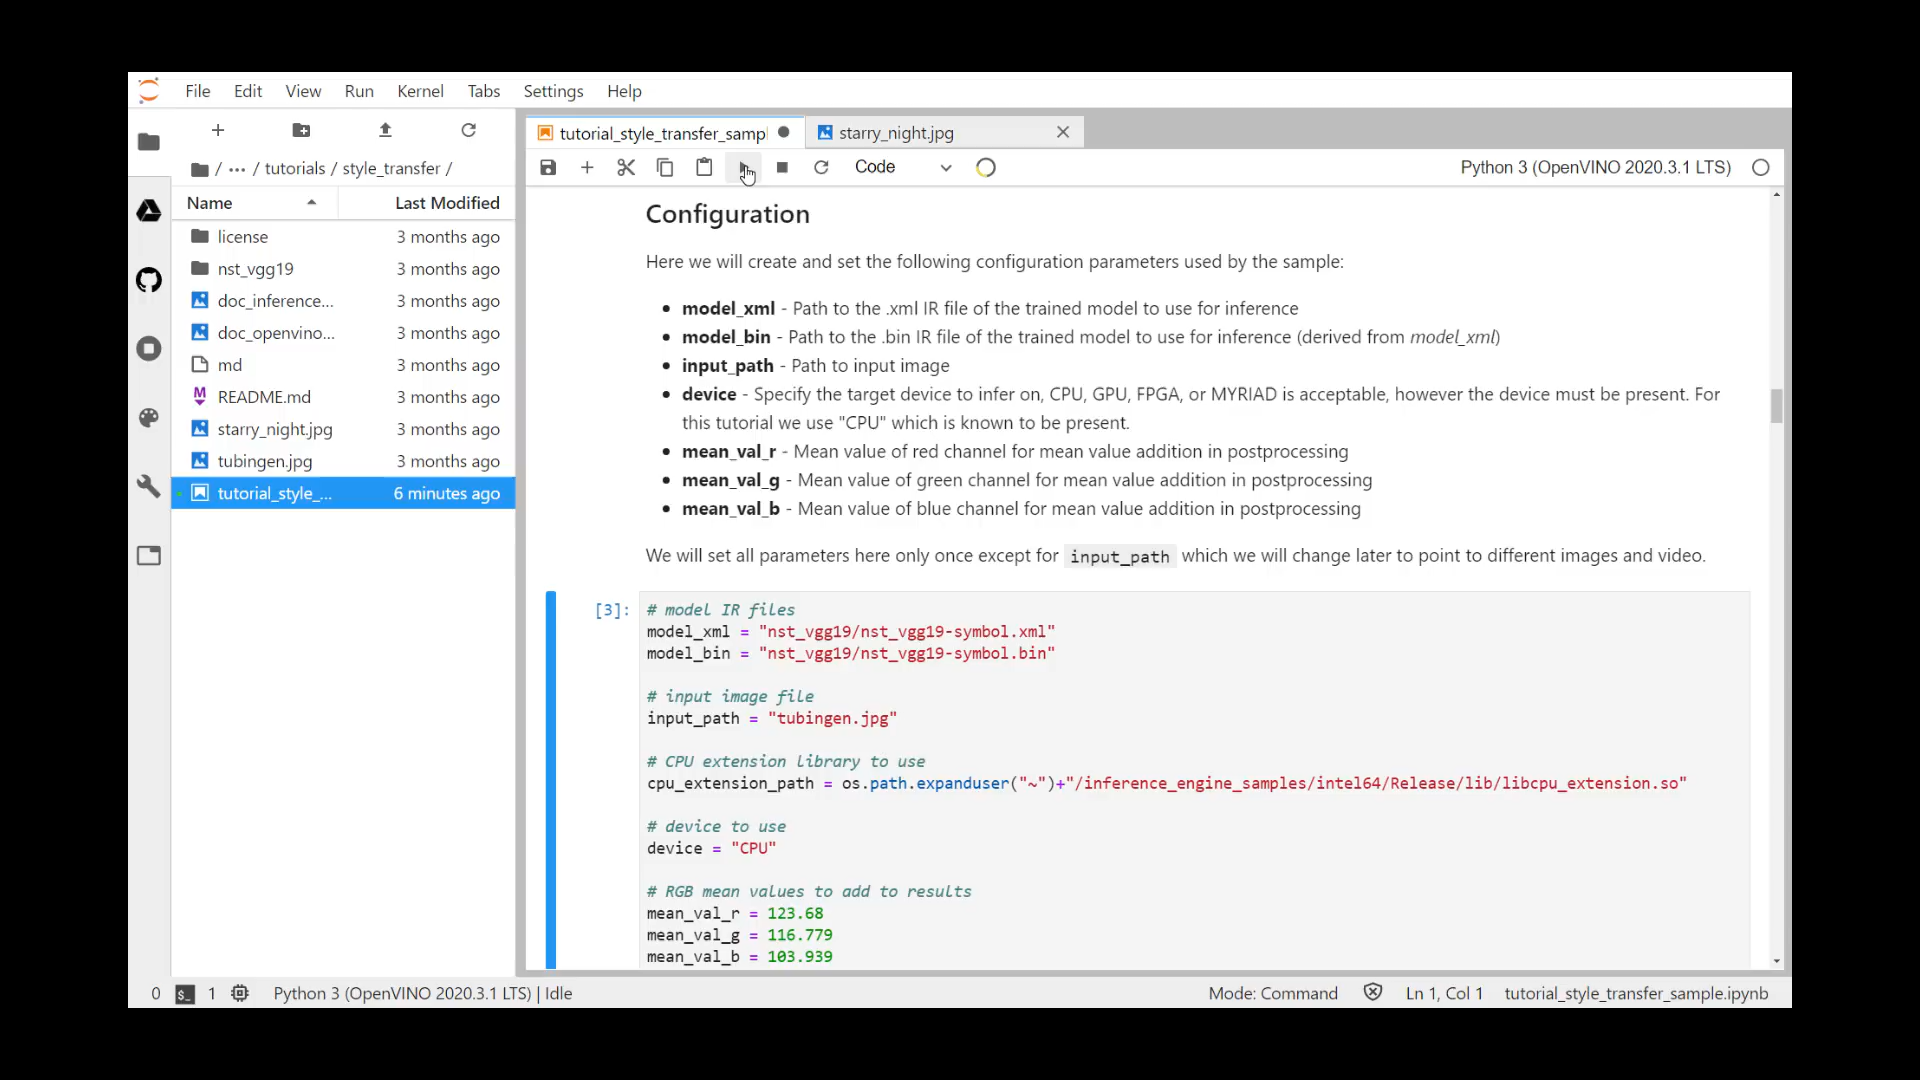 File Edit View Run Kernel Tabs Settings Help
/ ··· / tutorials / style_transfer /
Name Last Modified
license 3 months ago
nst_vgg19 3 months ago
doc_inference... 3 months ago
doc_openvino... 3 months ago
md 3 months ago
README.md 3 months ago
starry_night.jpg 3 months ago
tubingen.jpg 3 months ago
tutorial_style_... 6 minutes ago
tutorial_style_transfer_sampl starry_night.jpg
Code Python 3 (OpenVINO 2020.3.1 LTS)
Configuration
Here we will create and set the following configuration parameters used by the sample:
• model_xml - Path to the .xml IR file of the trained model to use for inference
• model_bin - Path to the .bin IR file of the trained model to use for inference (derived from model_xml)
• input_path - Path to input image
• device - Specify the target device to infer on, CPU, GPU, FPGA, or MYRIAD is acceptable, however the device must be present. For
this tutorial we use "CPU" which is known to be present.
• mean_val_r - Mean value of red channel for mean value addition in postprocessing
• mean_val_g - Mean value of green channel for mean value addition in postprocessing
• mean_val_b - Mean value of blue channel for mean value addition in postprocessing
We will set all parameters here only once except for input_path which we will change later to point to different images and video.
[3]: # model IR files
model_xml = "nst_vgg19/nst_vgg19-symbol.xml"
model_bin = "nst_vgg19/nst_vgg19-symbol.bin"
# input image file
input_path = "tubingen.jpg"
# CPU extension library to use
cpu_extension_path = os.path.expanduser("~")+"/inference_engine_samples/intel64/Release/lib/libcpu_extension.so"
# device to use
device = "CPU"
# RGB mean values to add to results
mean_val_r = 123.68
mean_val_g = 116.779
mean_val_b = 103.939
0 $_ 1 Python 3 (OpenVINO 2020.3.1 LTS) | Idle Mode: Command Ln 1, Col 1 tutorial_style_transfer_sample.ipynb